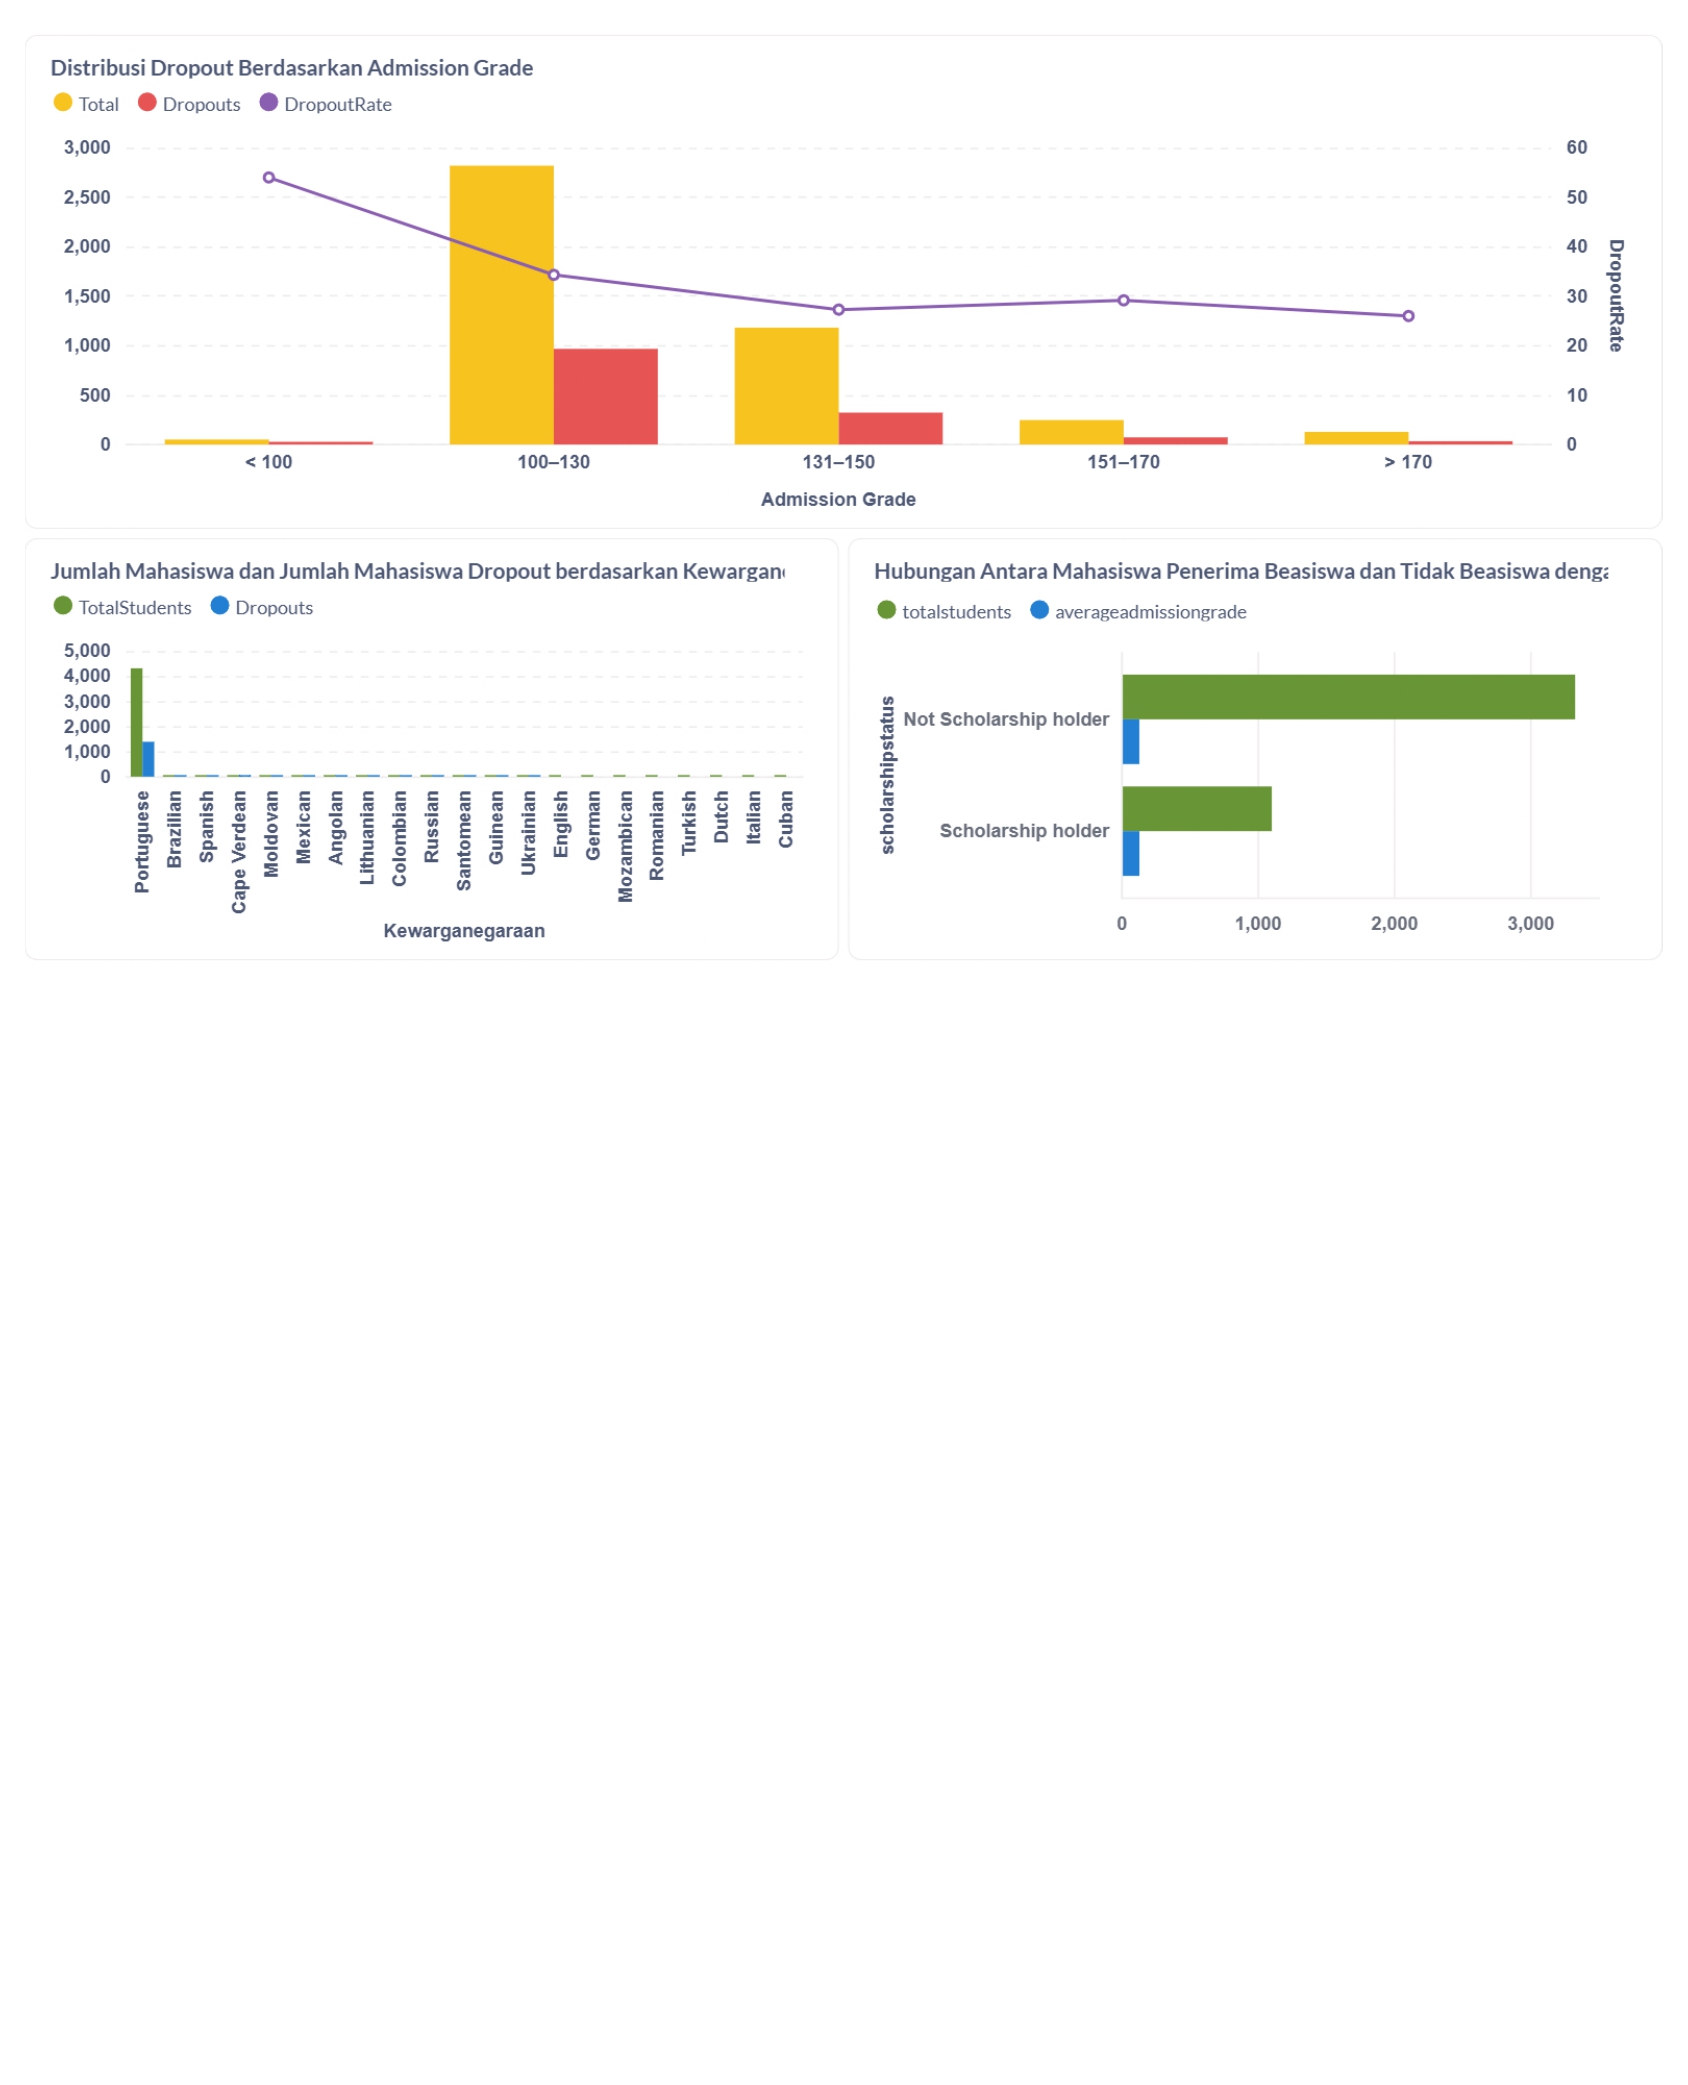 Distribusi Dropout Berdasarkan Admission Grade
Total Dropouts DropoutRate
3,000
2,500
2,000
1,500
1,000
500
0
60
50
40
30
20
10
0
DropoutRate
< 100 100–130 131–150 151–170 > 170
Admission Grade
Jumlah Mahasiswa dan Jumlah Mahasiswa Dropout berdasarkan
TotalStudents Dropouts
5,000
4,000
3,000
2,000
1,000
0
Portuguese
Brazilian
Spanish
Cape Verdean
Moldovan
Mexican
Angolan
Lithuanian
Colombian
Russian
Santomean
Guinean
Ukrainian
English
German
Mozambican
Romanian
Turkish
Dutch
Italian
Cuban
Kewarganegaraan
Hubungan Antara Mahasiswa Penerima Beasiswa dan Tidak Beasiswa
totalstudents averageadmissiongrade
scholarshipstatus
Not Scholarship holder
Scholarship holder
0 1,000 2,000 3,000